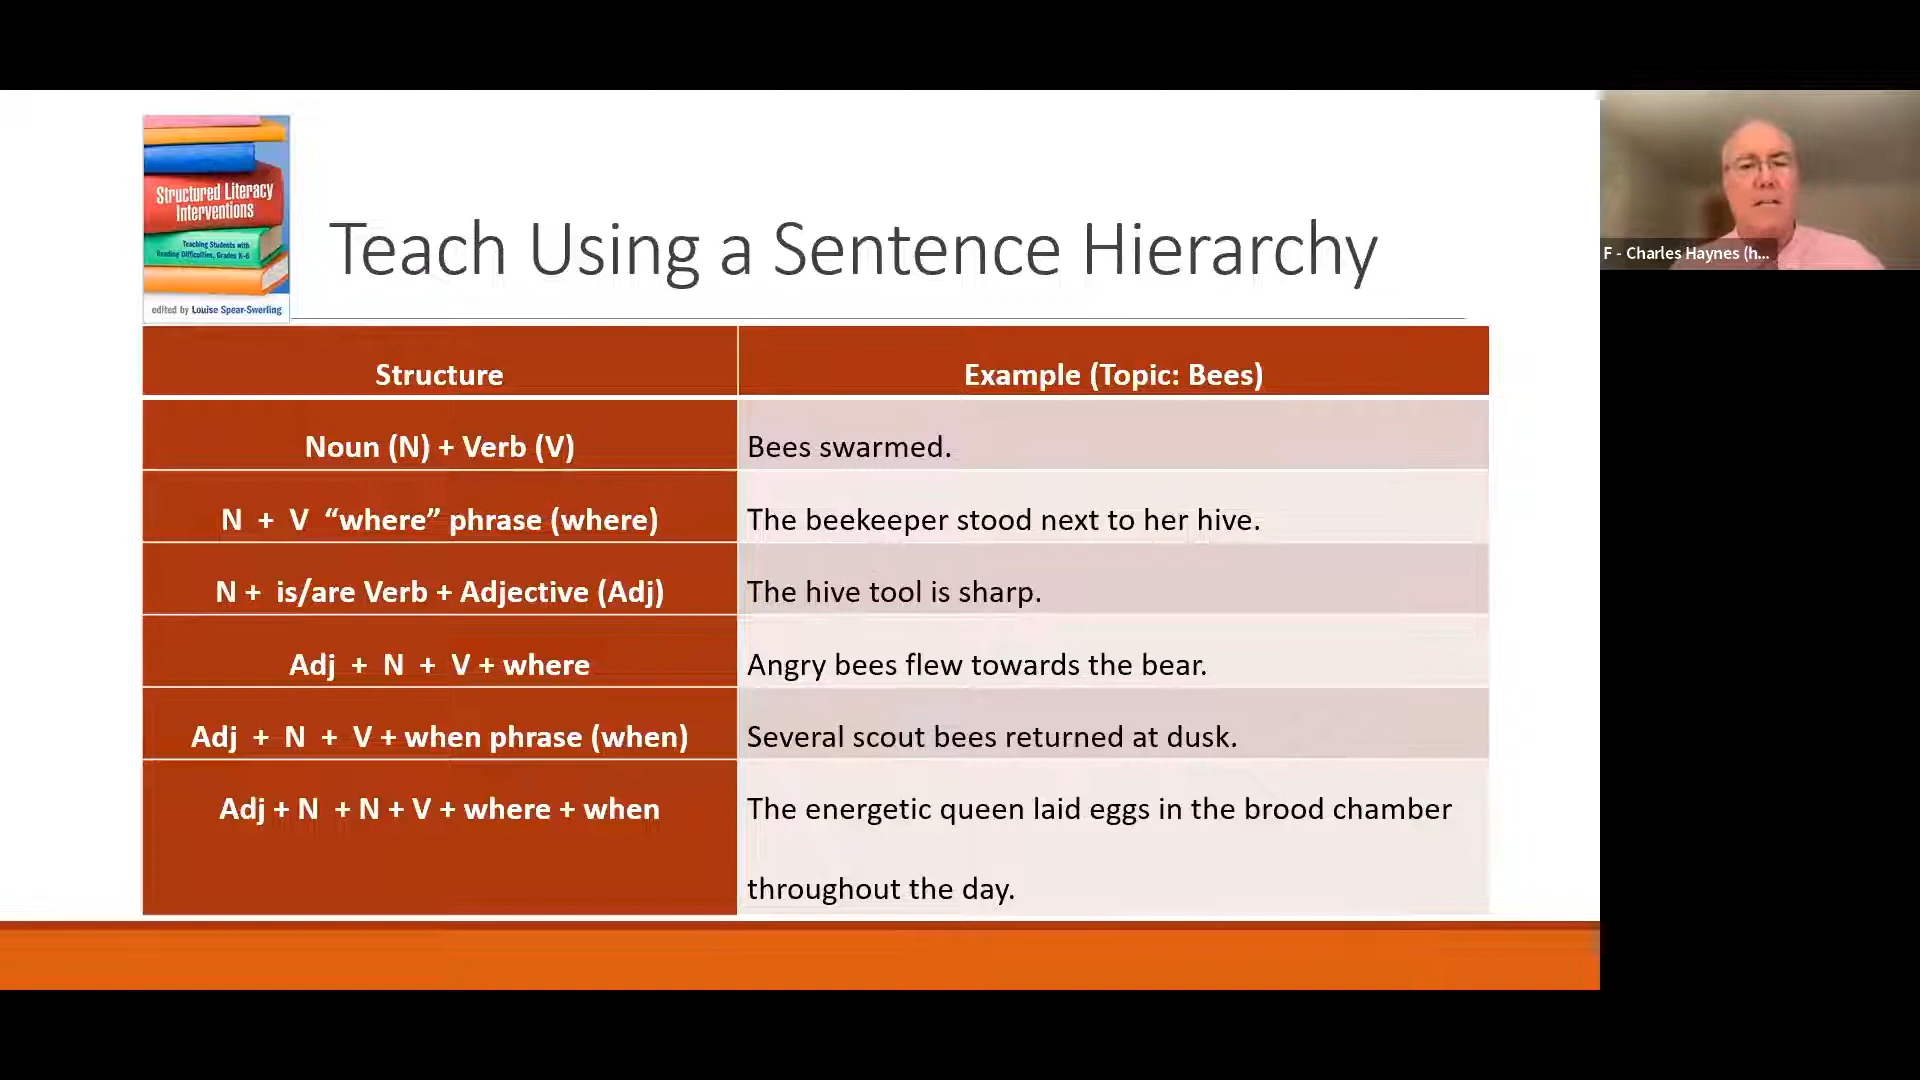 Structured Literacy
Interventions
Teaching Students with
Reading Difficulties, Grades K-6
edited by Louise Spear-Swerling
Teach Using a Sentence Hierarchy
F - Charles Haynes (h...
Structure
Example (Topic: Bees)
Noun (N) + Verb (V)
Bees swarmed.
N + V “where” phrase (where)
The beekeeper stood next to her hive.
N + is/are Verb + Adjective (Adj)
The hive tool is sharp.
Adj + N + V + where
Angry bees flew towards the bear.
Adj + N + V + when phrase (when)
Several scout bees returned at dusk.
Adj + N + N + V + where + when
The energetic queen laid eggs in the brood chamber
throughout the day.